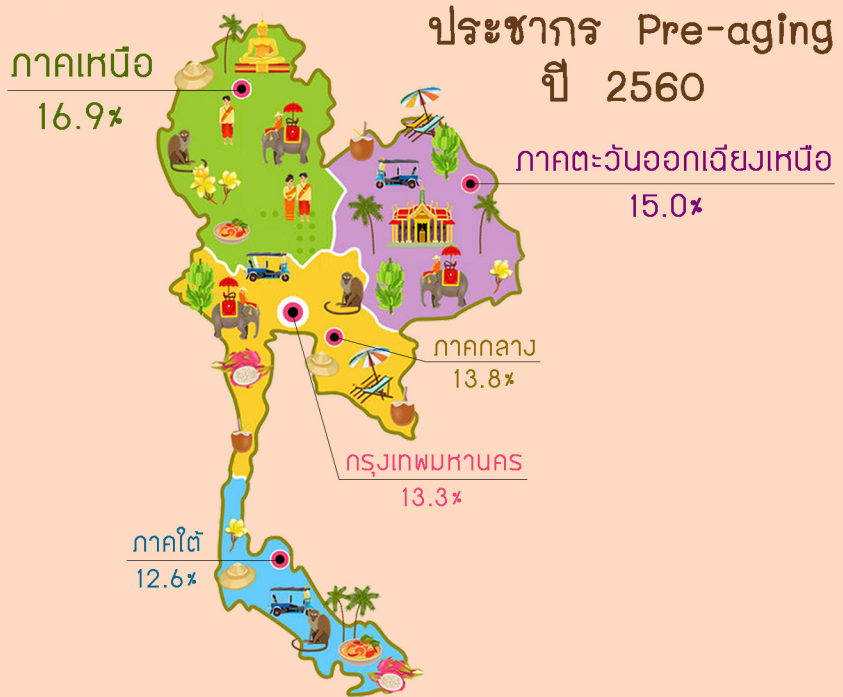 ประชากร Pre-aging
ปี 2560
ภาคเหนือ
16.9%
ภาคตะวันออกเฉียงเหนือ
15.0%
ภาคกลาง
13.8%
กรุงเทพมหานคร
13.3%
ภาคใต้
12.6%